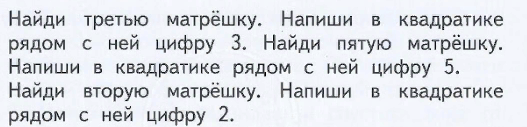 Найди третью матрёшку. Напиши в квадратике
рядом с ней цифру 3. Найди пятую матрёшку.
Напиши в квадратике рядом с ней цифру 5.
Найди вторую матрёшку. Напиши в квадратике
рядом с ней цифру 2.